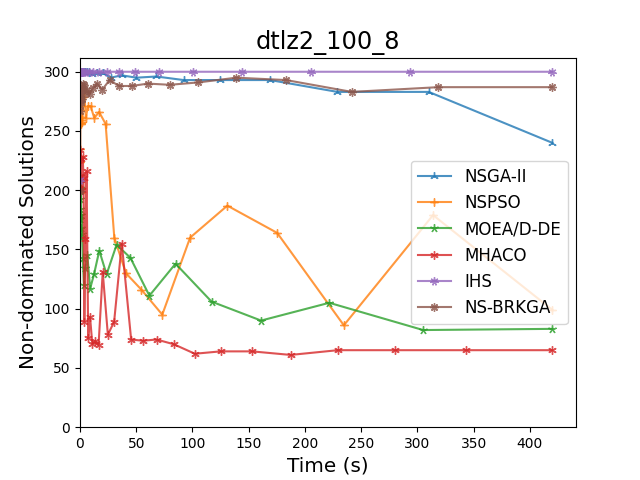 dtlz2_100_8
Non-dominated Solutions
300
250
200
150
100
50
0
0 50 100 150 200 250 300 350 400
Time (s)
NSGA-II
NSPSO
MOEA/D-DE
MHACO
IHS
NS-BRKGA